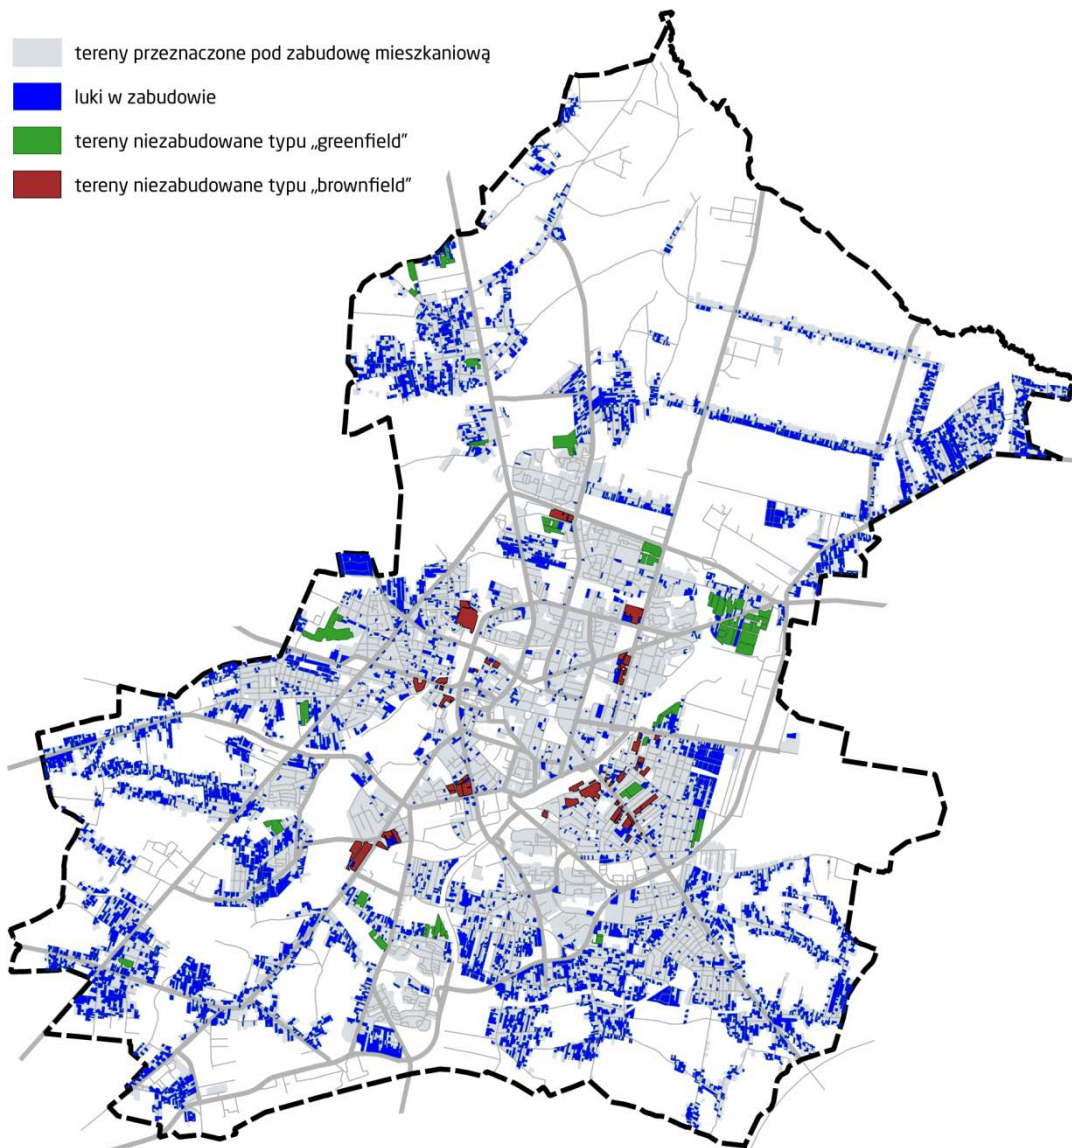 tereny przeznaczone pod zabudowę mieszkaniową
luki w zabudowie
tereny niezabudowane typu „greenfield”
tereny niezabudowane typu „brownfield”